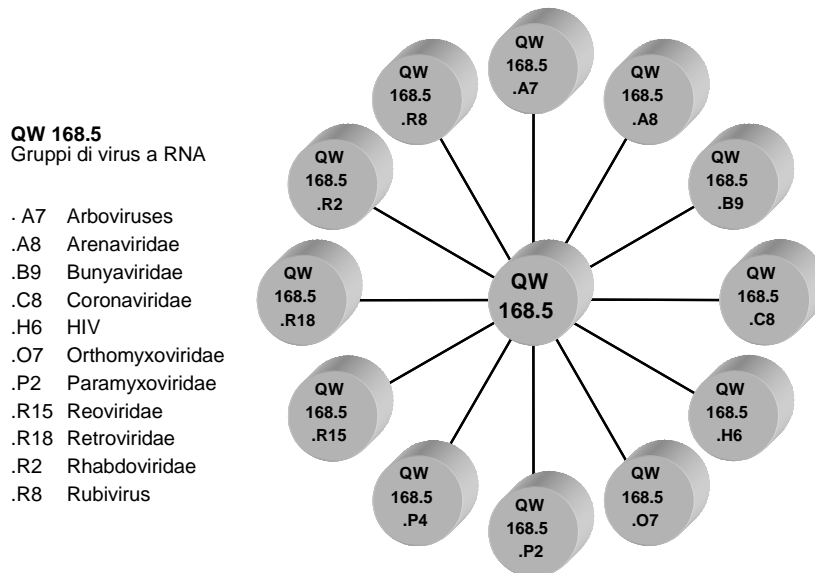 QW 168.5
Gruppi di virus a RNA
. A7 Arboviruses
.A8 Arenaviridae
.B9 Bunyaviridae
.C8 Coronaviridae
.H6 HIV
.O7 Orthomyxoviridae
.P2 Paramyxoviridae
.R15 Reoviridae
.R18 Retroviridae
.R2 Rhabdoviridae
.R8 Rubivirus
QW
168.5
QW
168.5
.A7
QW
168.5
.A8
QW
168.5
.B9
QW
168.5
.C8
QW
168.5
.H6
QW
168.5
.O7
QW
168.5
.P2
QW
168.5
.P4
QW
168.5
.R15
QW
168.5
.R18
QW
168.5
.R2
QW
168.5
.R8